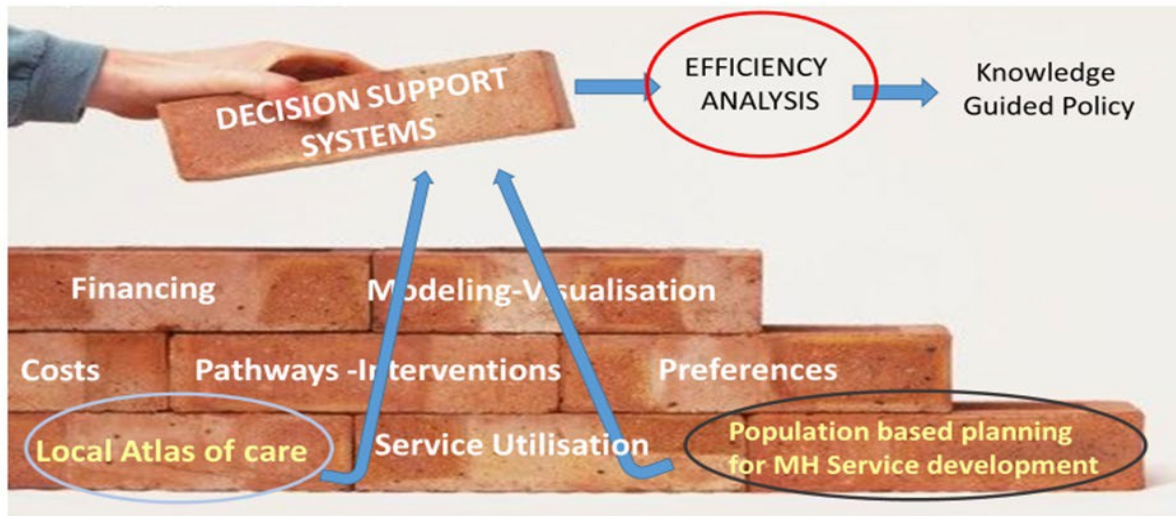 DECISION SUPPORT
SYSTEMS
EFFICIENCY
ANALYSIS
Knowledge
Guided Policy
Financing
Modeling-Visualisation
Costs
Pathways -Interventions
Preferences
Local Atlas of care
Service Utilisation
Population based planning
for MH Service development